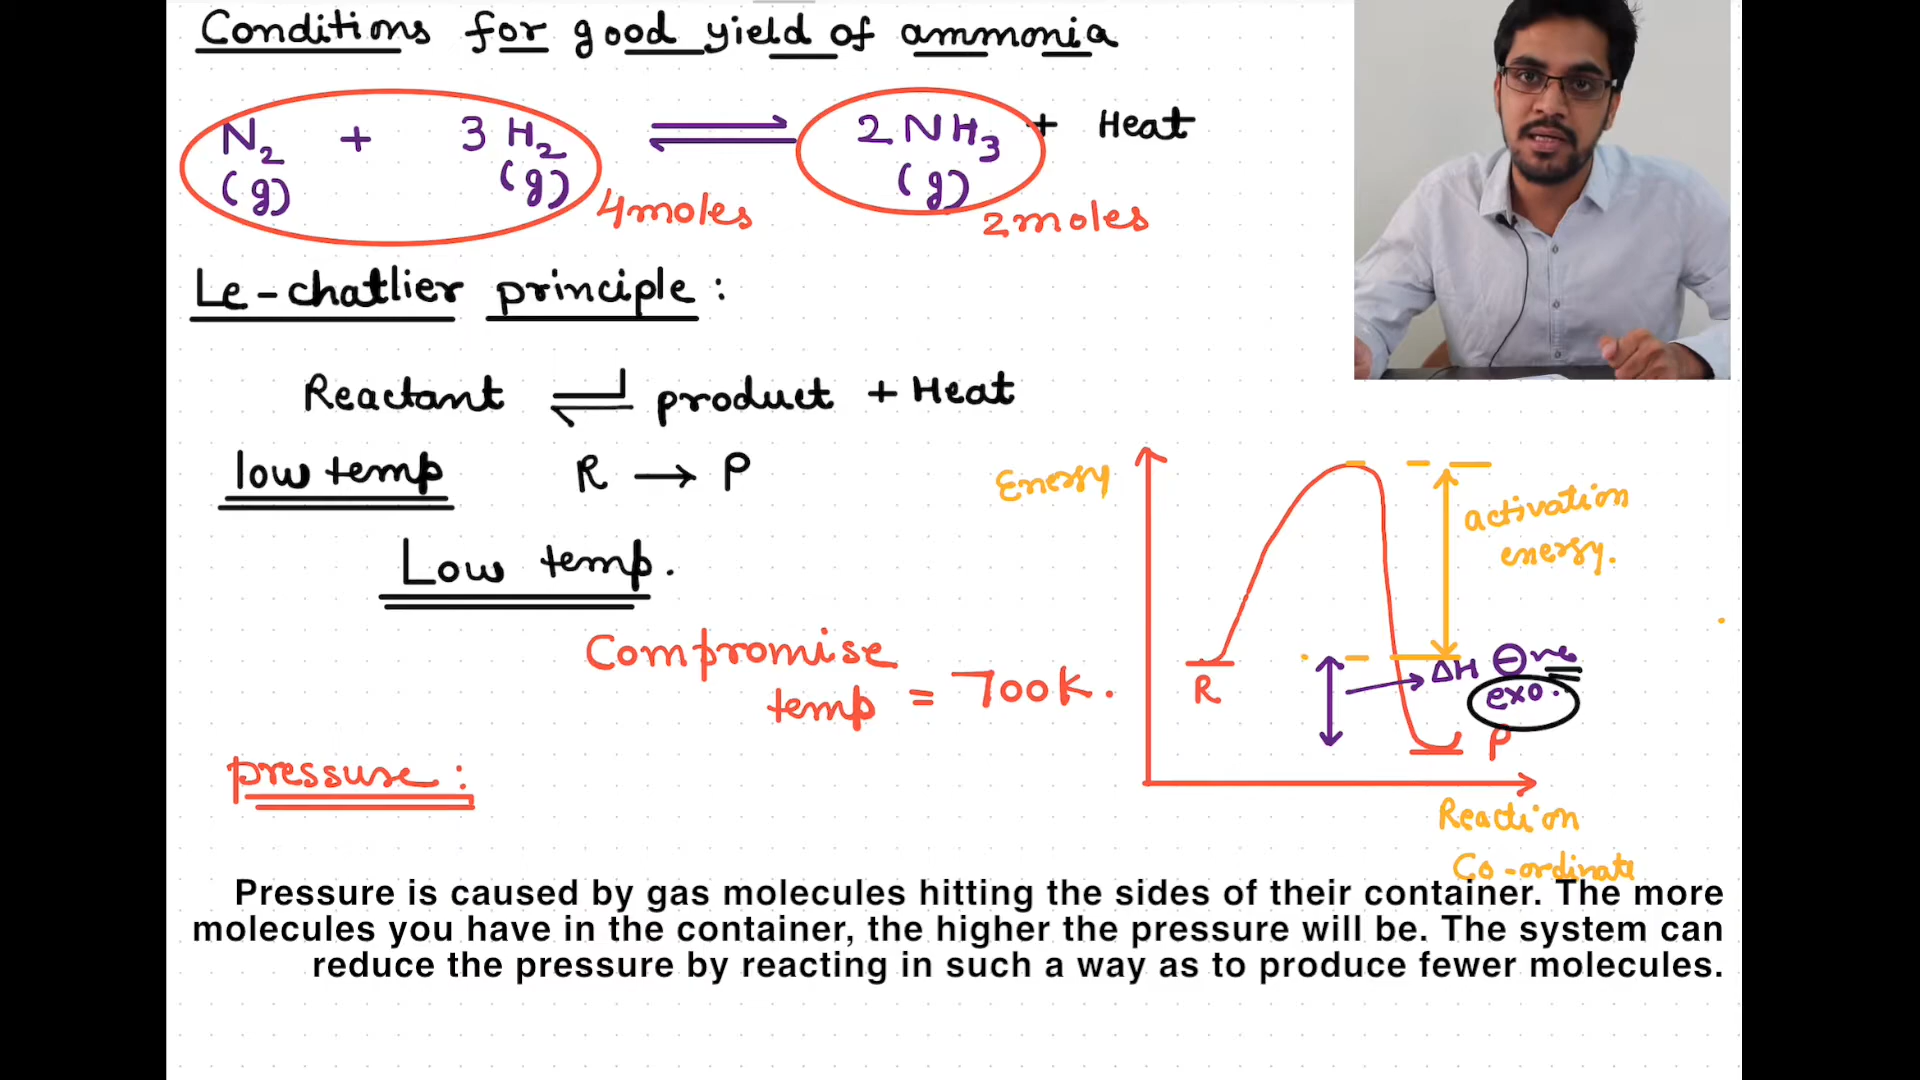 Conditions for good yield of ammonia
N2 + 3 H2 ⇌ 2 NH3 + Heat
(g) (g) (g)
4 moles 2 moles
Le-chatlier principle :
Reactant ⇌ product + Heat
low temp R → P
Low temp.
Compromise
temp = 700K.
pressure :
Energy
activation
energy.
R
ΔH ⊖ve
exo.
P
Reaction
Co-ordinate
Pressure is caused by gas molecules hitting the sides of their container. The more
molecules you have in the container, the higher the pressure will be. The system can
reduce the pressure by reacting in such a way as to produce fewer molecules.